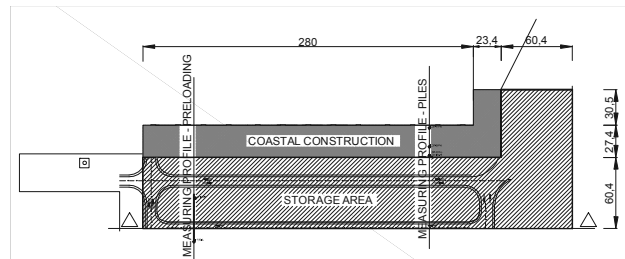 280
23,4
60,4
30,5
27,4
60,4
MEASURING PROFILE - PRELOADING
MEASURING PROFILE - PILES
COASTAL CONSTRUCTION
STORAGE AREA